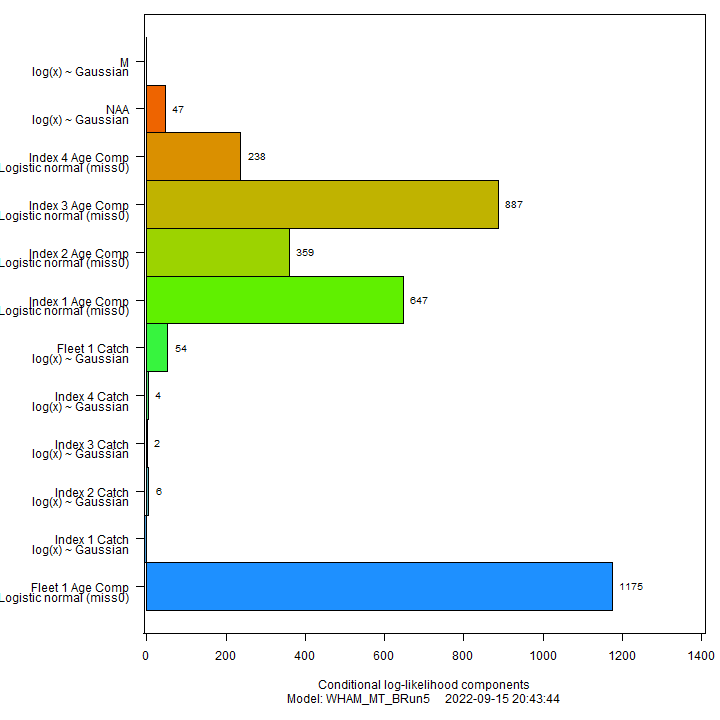 M
log(x) ~ Gaussian
NAA
log(x) ~ Gaussian
47
Index 4 Age Comp
Logistic normal (miss0)
238
Index 3 Age Comp
Logistic normal (miss0)
887
Index 2 Age Comp
Logistic normal (miss0)
359
Index 1 Age Comp
Logistic normal (miss0)
647
Fleet 1 Catch
log(x) ~ Gaussian
54
Index 4 Catch
log(x) ~ Gaussian
4
Index 3 Catch
log(x) ~ Gaussian
2
Index 2 Catch
log(x) ~ Gaussian
6
Index 1 Catch
log(x) ~ Gaussian
Fleet 1 Age Comp
Logistic normal (miss0)
1175
0 200 400 600 800 1000 1200 1400
Conditional log-likelihood components
Model: WHAM_MT_BRun5 2022-09-15 20:43:44